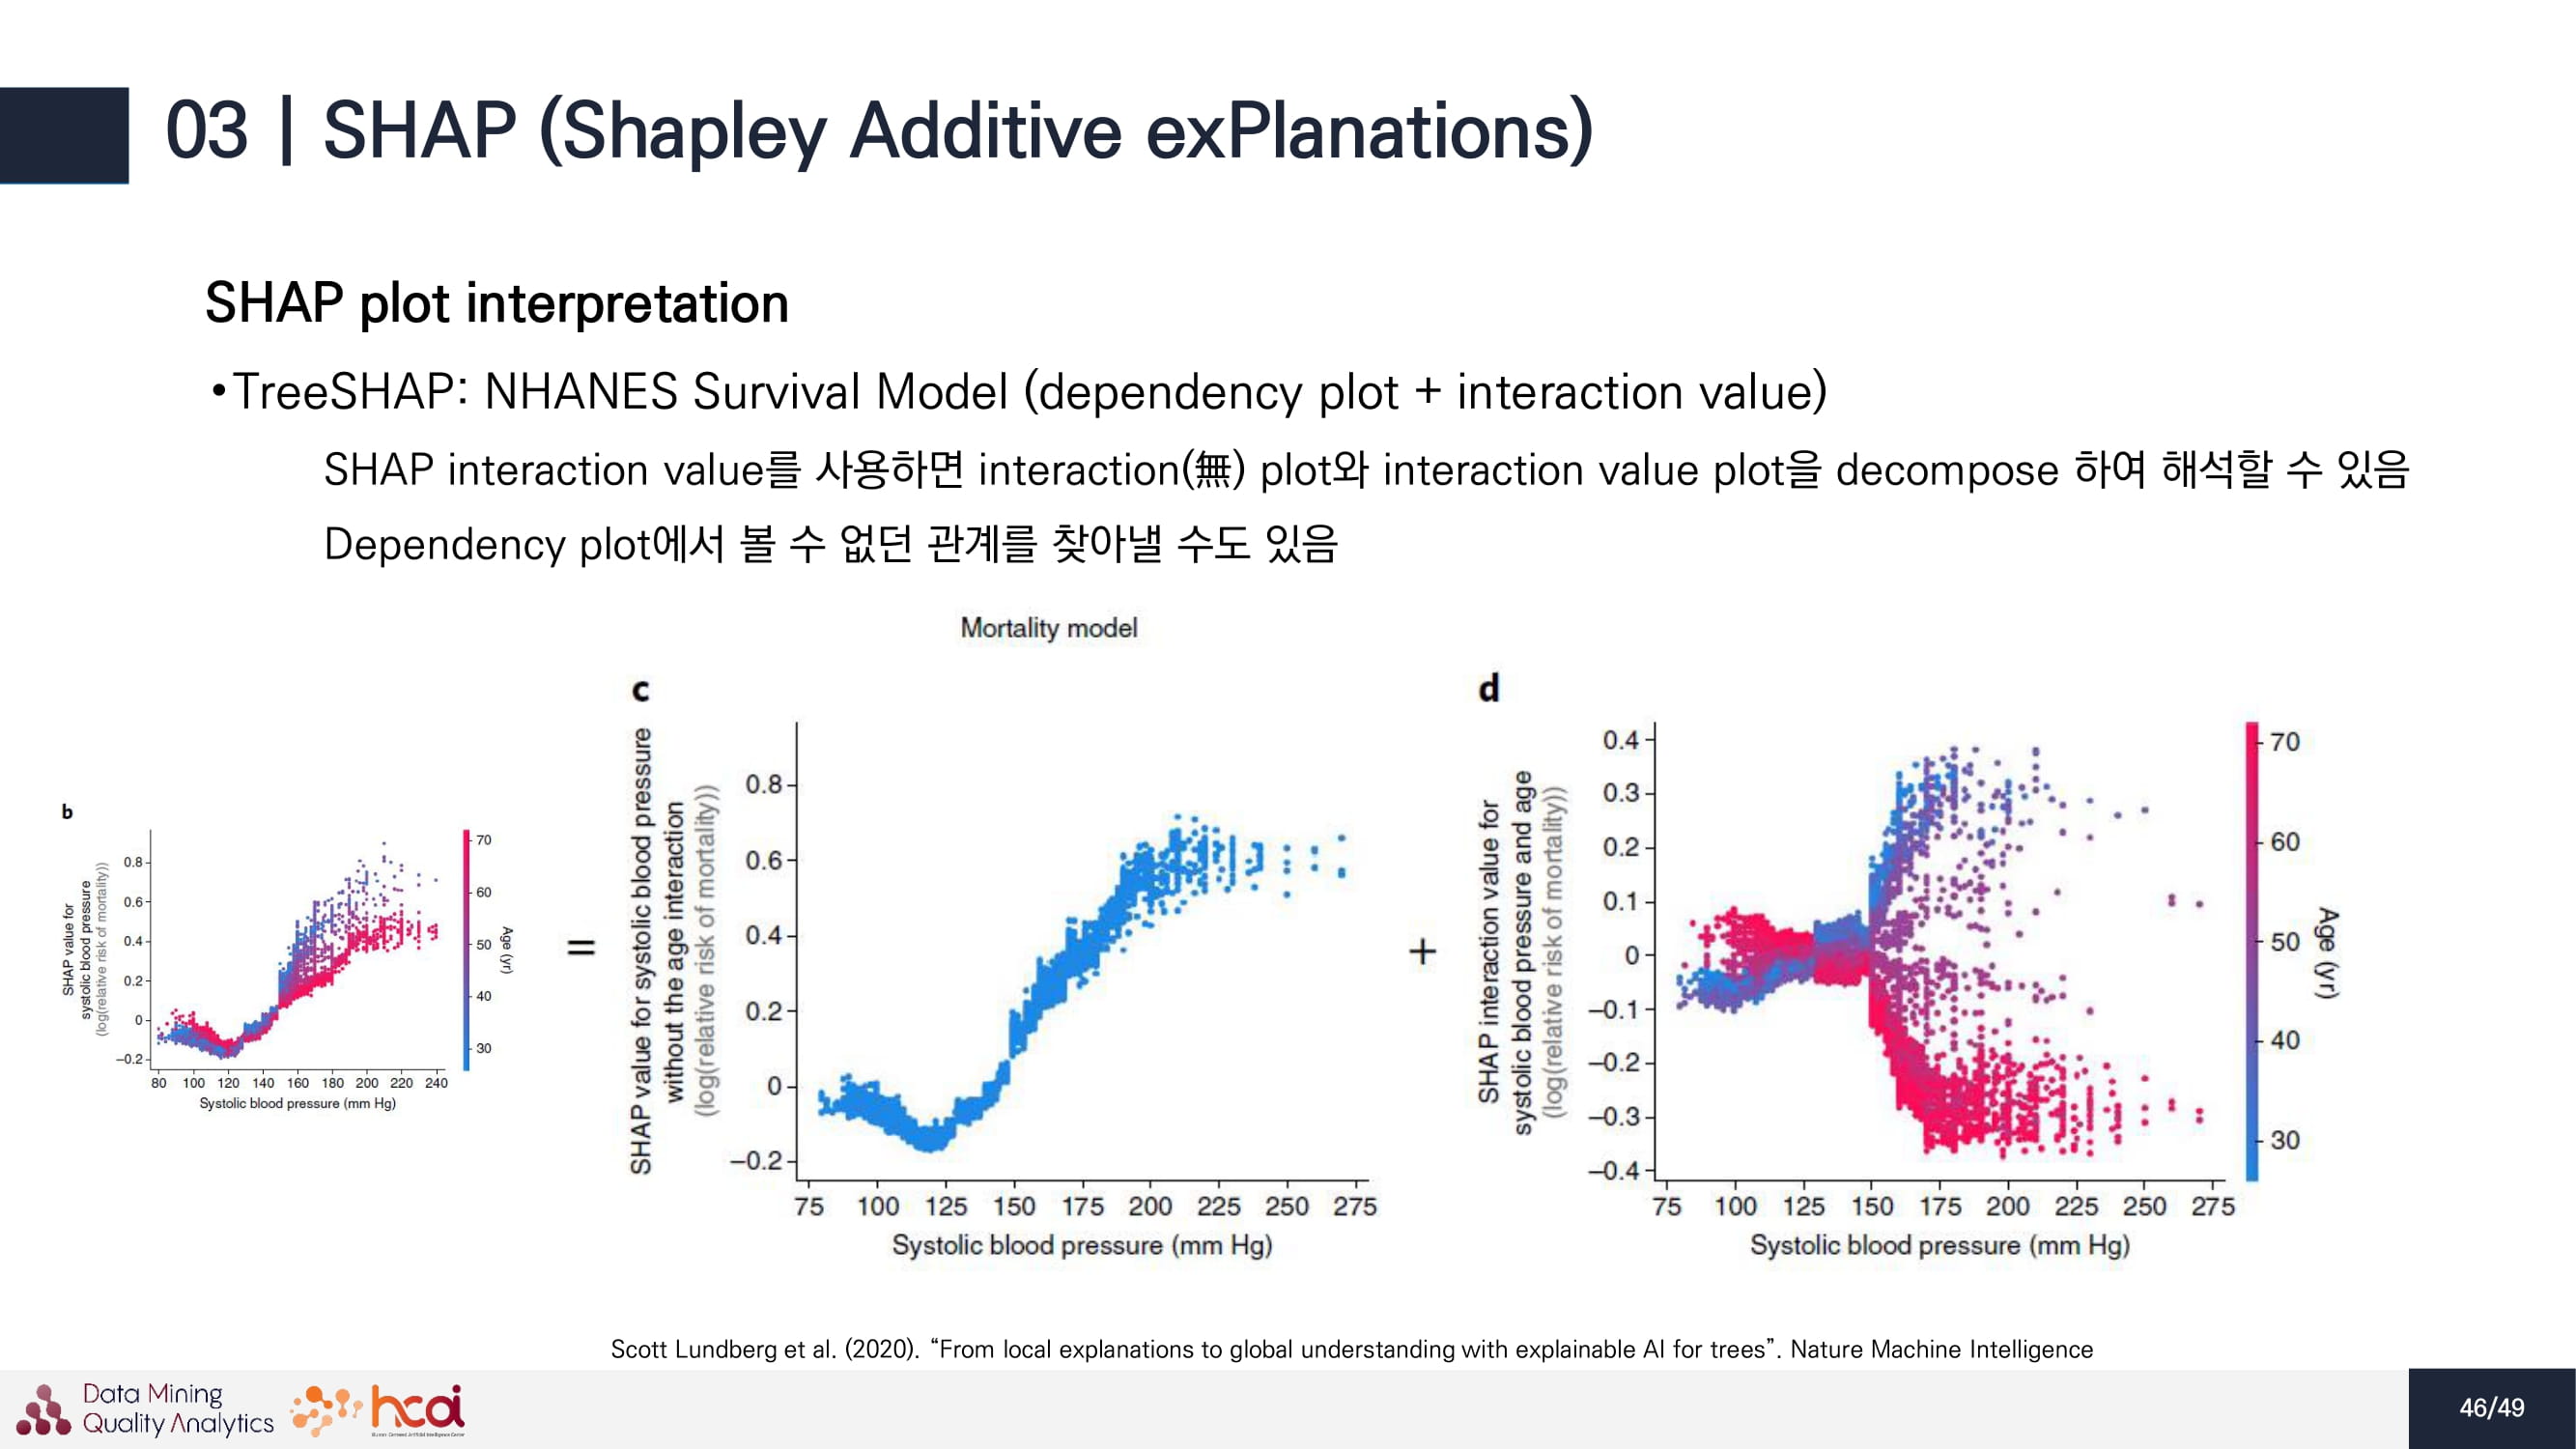 03 | SHAP (Shapley Additive exPlanations)
SHAP plot interpretation
•TreeSHAP: NHANES Survival Model (dependency plot + interaction value)
SHAP interaction value를 사용하면 interaction(無) plot와 interaction value plot을 decompose 하여 해석할 수 있음
Dependency plot에서 볼 수 없던 관계를 찾아낼 수도 있음
Mortality model
b
SHAP value for
systolic blood pressure
(log(relative risk of mortality))
0.8
0.6
0.4
0.2
0
–0.2
80 100 120 140 160 180 200 220 240
Systolic blood pressure (mm Hg)
70
60
50
40
30
Age (yr)
=
c
SHAP value for systolic blood pressure
without the age interaction
(log(relative risk of mortality))
0.8
0.6
0.4
0.2
0
–0.2
75 100 125 150 175 200 225 250 275
Systolic blood pressure (mm Hg)
+
d
SHAP interaction value for
systolic blood pressure and age
(log(relative risk of mortality))
0.4
0.3
0.2
0.1
0
–0.1
–0.2
–0.3
–0.4
75 100 125 150 175 200 225 250 275
Systolic blood pressure (mm Hg)
70
60
50
40
30
Age (yr)
Scott Lundberg et al. (2020). “From local explanations to global understanding with explainable AI for trees”. Nature Machine Intelligence
Data Mining
Quality Analytics
hcai
46/49